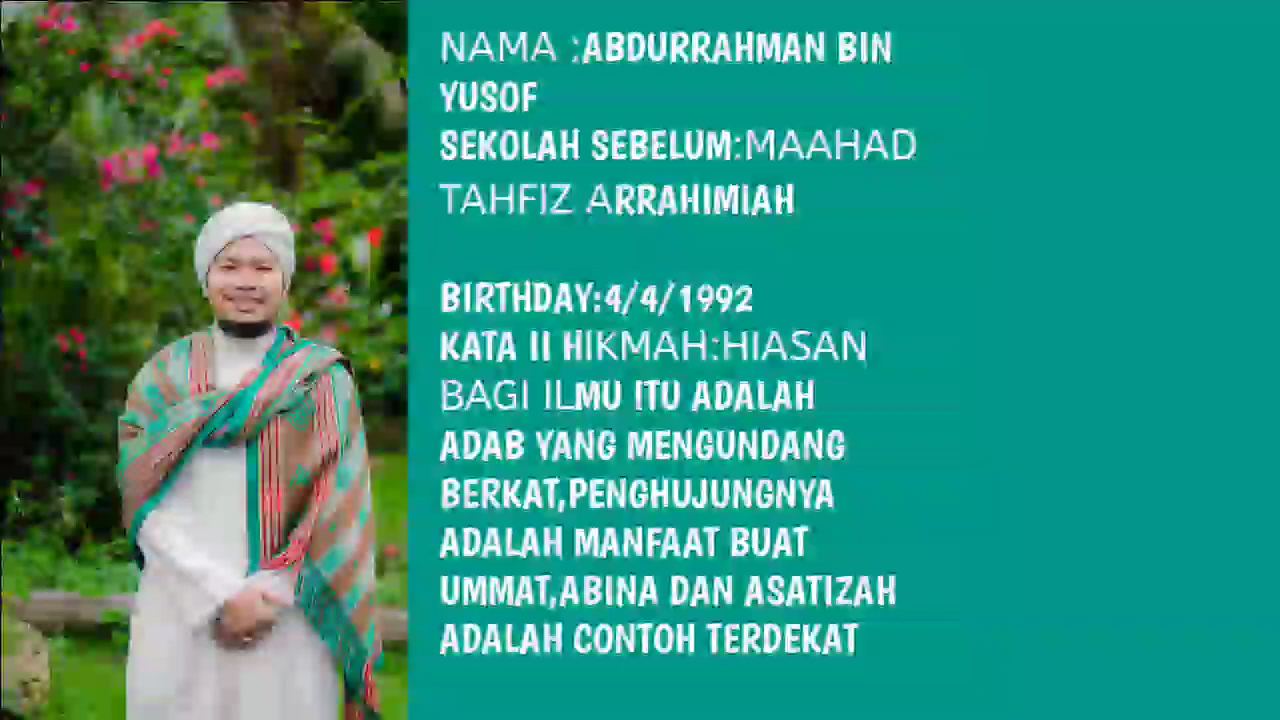 NAMA :ABDURRAHMAN BIN
YUSOF
SEKOLAH SEBELUM:MAAHAD
TAHFIZ ARRAHIMIAH
BIRTHDAY:4/4/1992
KATA II HIKMAH:HIASAN
BAGI ILMU ITU ADALAH
ADAB YANG MENGUNDANG
BERKAT,PENGHUJUNGNYA
ADALAH MANFAAT BUAT
UMMAT,ABINA DAN ASATIZAH
ADALAH CONTOH TERDEKAT